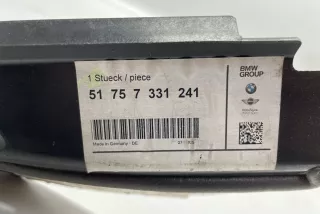 1 Stueck / piece
51 75 7 331 241
Made in Germany - DE
BMW
GROUP